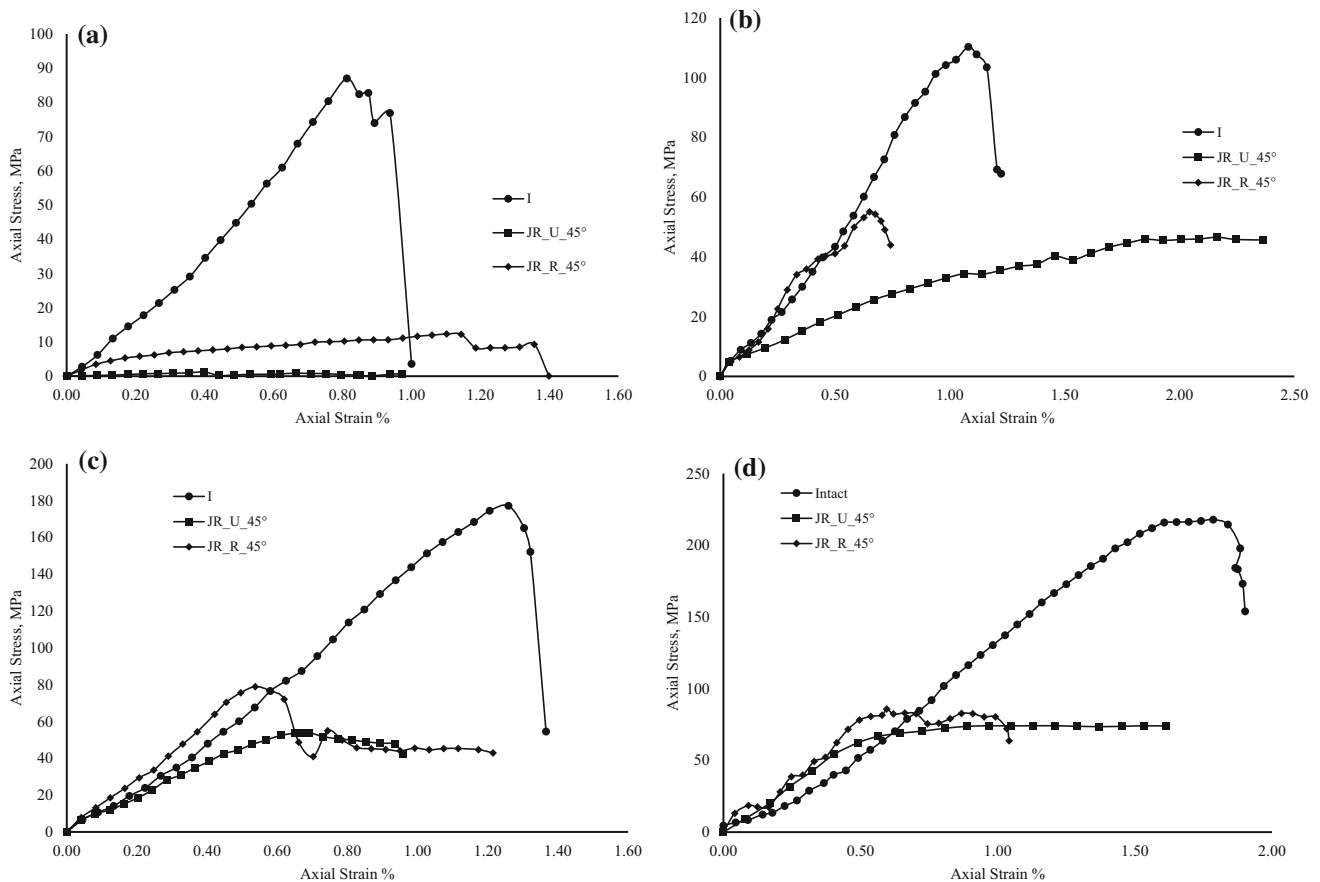 (a)
100
90
80
70
60
50
40
30
20
10
0
Axial Stress, MPa
I
JR_U_45°
JR_R_45°
0.00 0.20 0.40 0.60 0.80 1.00 1.20 1.40 1.60
Axial Strain %
(b)
120
100
80
60
40
20
0
Axial Stress, MPa
I
JR_U_45°
JR_R_45°
0.00 0.50 1.00 1.50 2.00 2.50
Axial Strain %
(c)
200
180
160
140
120
100
80
60
40
20
0
Axial Stress, MPa
I
JR_U_45°
JR_R_45°
0.00 0.20 0.40 0.60 0.80 1.00 1.20 1.40 1.60
Axial Strain %
(d)
250
200
150
100
50
0
Axial Stress, MPa
Intact
JR_U_45°
JR_R_45°
0.00 0.50 1.00 1.50 2.00
Axial Strain %